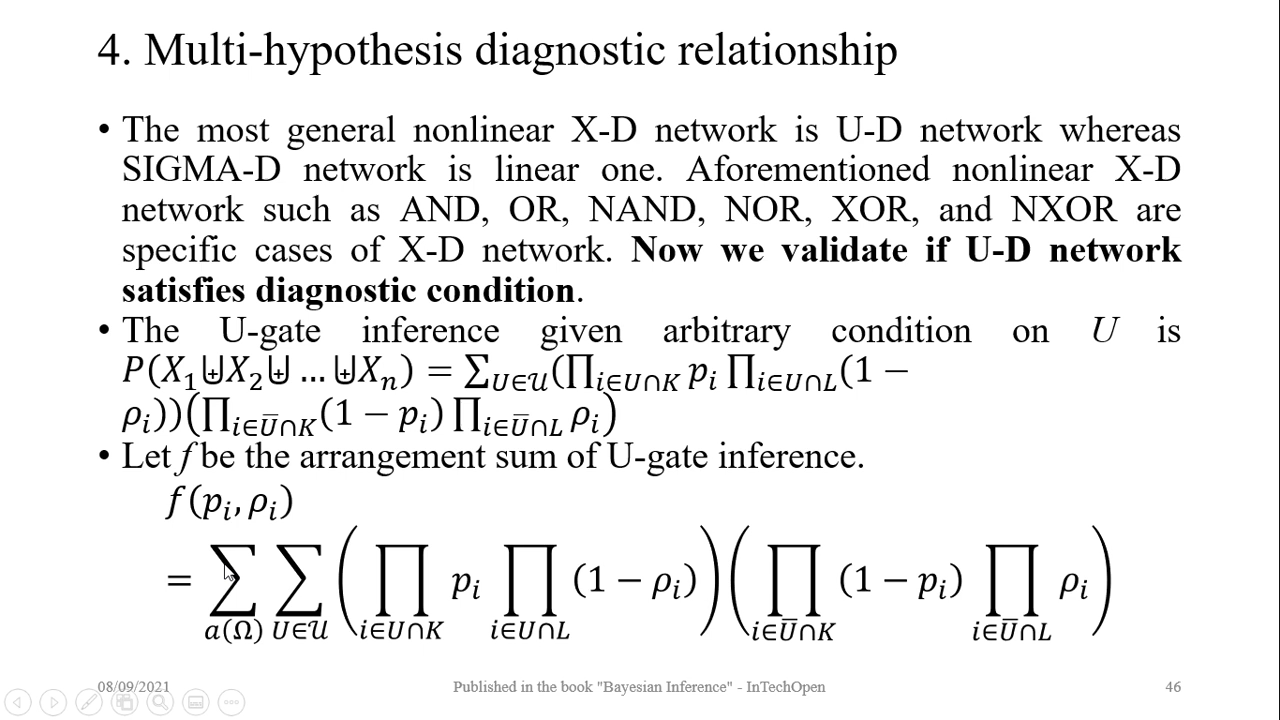 4. Multi-hypothesis diagnostic relationship
• The most general nonlinear X-D network is U-D network whereas
SIGMA-D network is linear one. Aforementioned nonlinear X-D
network such as AND, OR, NAND, NOR, XOR, and NXOR are
specific cases of X-D network. Now we validate if U-D network
satisfies diagnostic condition.
• The U-gate inference given arbitrary condition on U is
P(X₁⨄X₂⨄ … ⨄Xₙ) = ∑_{U∈𝒰}(∏_{i∈U∩K} pᵢ ∏_{i∈U∩L}(1 −
ρᵢ))(∏_{i∈Ū∩K}(1 − pᵢ) ∏_{i∈Ū∩L} ρᵢ)
• Let f be the arrangement sum of U-gate inference.
f(pᵢ, ρᵢ)
= ∑_{a(Ω)} ∑_{U∈𝒰} (∏_{i∈U∩K} pᵢ ∏_{i∈U∩L} (1 − ρᵢ)) (∏_{i∈Ū∩K} (1 − pᵢ) ∏_{i∈Ū∩L} ρᵢ)
08/09/2021
Published in the book "Bayesian Inference" - InTechOpen
46